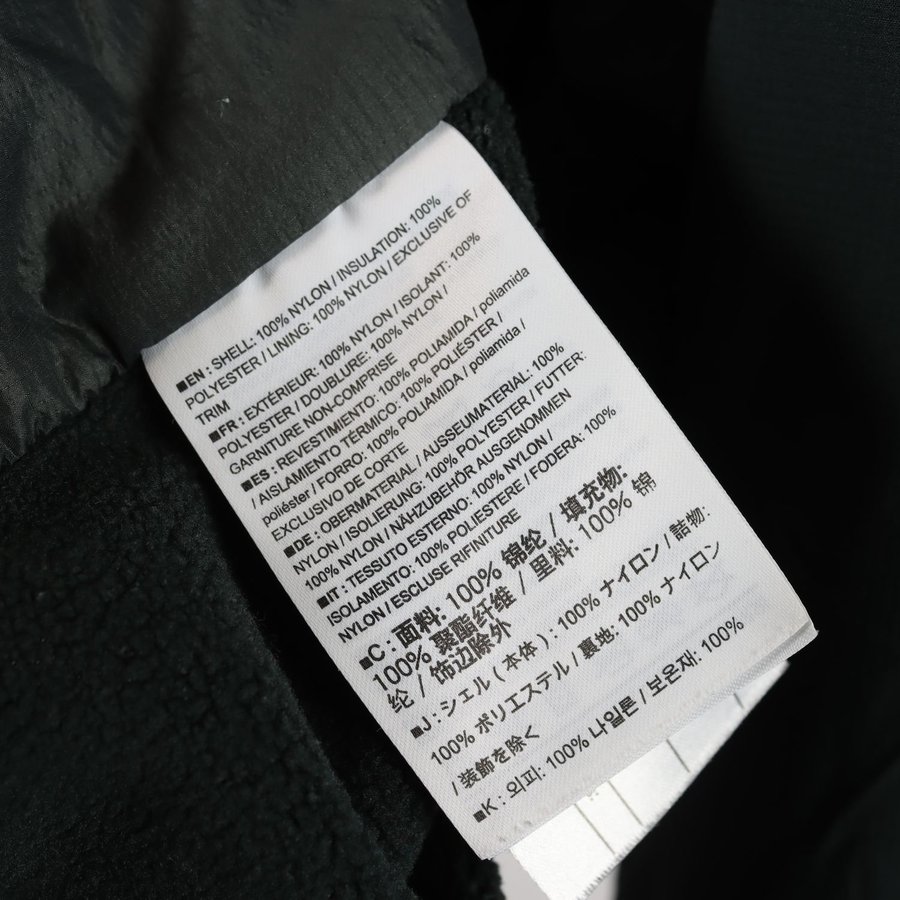 ■EN : SHELL: 100% NYLON / INSULATION: 100%
POLYESTER / LINING: 100% NYLON / EXCLUSIVE OF
TRIM
■FR : EXTÉRIEUR: 100% NYLON / ISOLANT: 100%
POLYESTER / DOUBLURE: 100% NYLON /
GARNITURE NON-COMPRISE
■ES : REVESTIMIENTO: 100% POLIAMIDA / poliamida
/ AISLAMIENTO TÉRMICO: 100% POLIÉSTER /
poliéster / FORRO: 100% POLIAMIDA / poliamida /
EXCLUSIVO DE CORTE
■DE : OBERMATERIAL / AUSSEUMATERIAL: 100%
NYLON / ISOLIERUNG: 100% POLYESTER / FUTTER:
100% NYLON / NÄHZUBEHÖR AUSGENOMMEN
■IT : TESSUTO ESTERNO: 100% NYLON /
ISOLAMENTO: 100% POLIESTERE / FODERA: 100%
NYLON / ESCLUSE RIFINITURE
■C : 面料: 100% 锦纶 / 填充物:
100% 聚酯纤维 / 里料: 100% 锦
纶 / 饰边除外
■J : シェル ( 本体 ) : 100% ナイロン / 詰物:
100% ポリエステル / 裏地: 100% ナイロン
/ 装飾を除く
■K : 외피: 100% 나일론 / 보온재: 100%